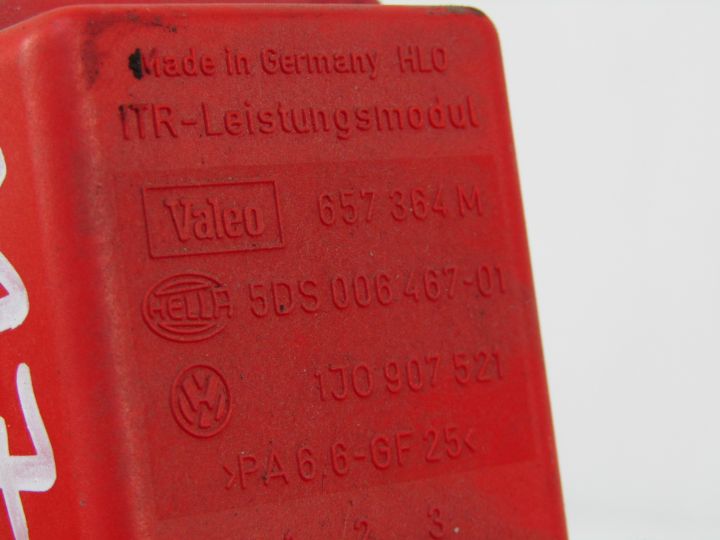 Made in Germany HLO
ITR-Leistungsmodul
Valeo 657 364 M
HELLA 5DS 006 467-01
VW 1J0 907 521
>PA 6.6-GF 25<
2 3